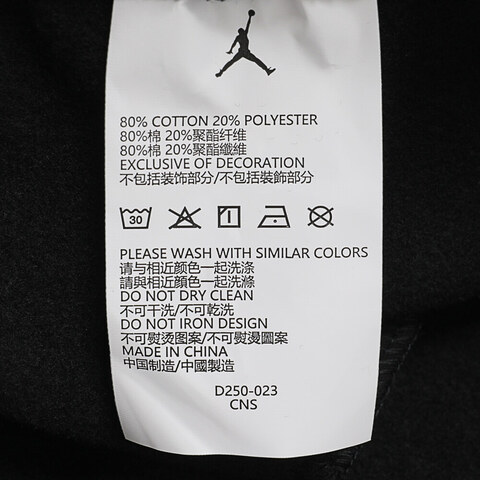 80% COTTON 20% POLYESTER
80%棉 20%聚酯纤维
80%棉 20%聚酯纖維
EXCLUSIVE OF DECORATION
不包括装饰部分/不包括裝飾部分
30
PLEASE WASH WITH SIMILAR COLORS
请与相近颜色一起洗涤
請與相近顏色一起洗滌
DO NOT DRY CLEAN
不可干洗/不可乾洗
DO NOT IRON DESIGN
不可熨烫图案/不可熨燙圖案
MADE IN CHINA
中国制造/中國製造
D250-023
CNS